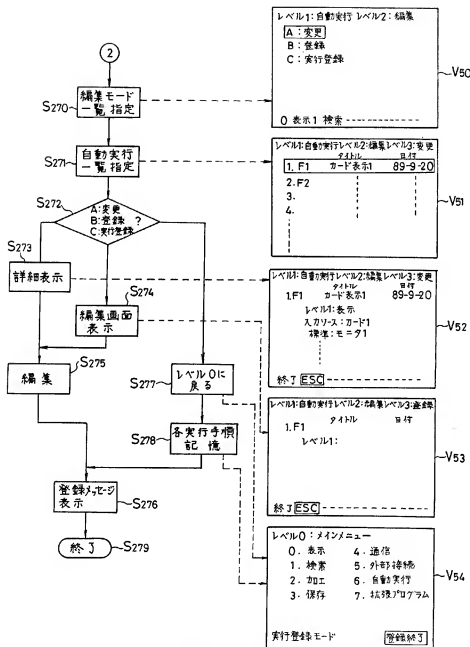 2
編集モード
一覧指定
S270
自動実行
一覧指定
S271
A:変更
B:登録 ?
C:実行登録
S272
S273
詳細表示
S274
編集画面
表示
編集
S275
レベル0に
戻る
S277
各実行手順
記憶
S278
登録メッセージ
表示
S276
終了
S279
レベル1:自動実行 レベル2:編集
A:変更
B:登録
C:実行登録
0 表示1 検索
V50
レベル1:自動実行レベル2:編集レベル3:変更
タイトル 日付
1.F1 カード表示1 89-9-20
2.F2
3.
4.
V51
レベル1:自動実行レベル2:編集レベル3:変更
タイトル 日付
1.F1 カード表示1 89-9-20
レベル1:表示
入力ソース:カード1
標準:モニタ1
終了 ESC
V52
レベル1:自動実行レベル2:編集レベル3:登録
タイトル 日付
1.F1
レベル1:
終了 ESC
V53
レベル0:メインメニュー
0. 表示 4. 通信
1. 検索 5. 外部接続
2. 加工 6. 自動実行
3. 保存 7. 拡張プログラム
実行登録モード 登録終了
V54